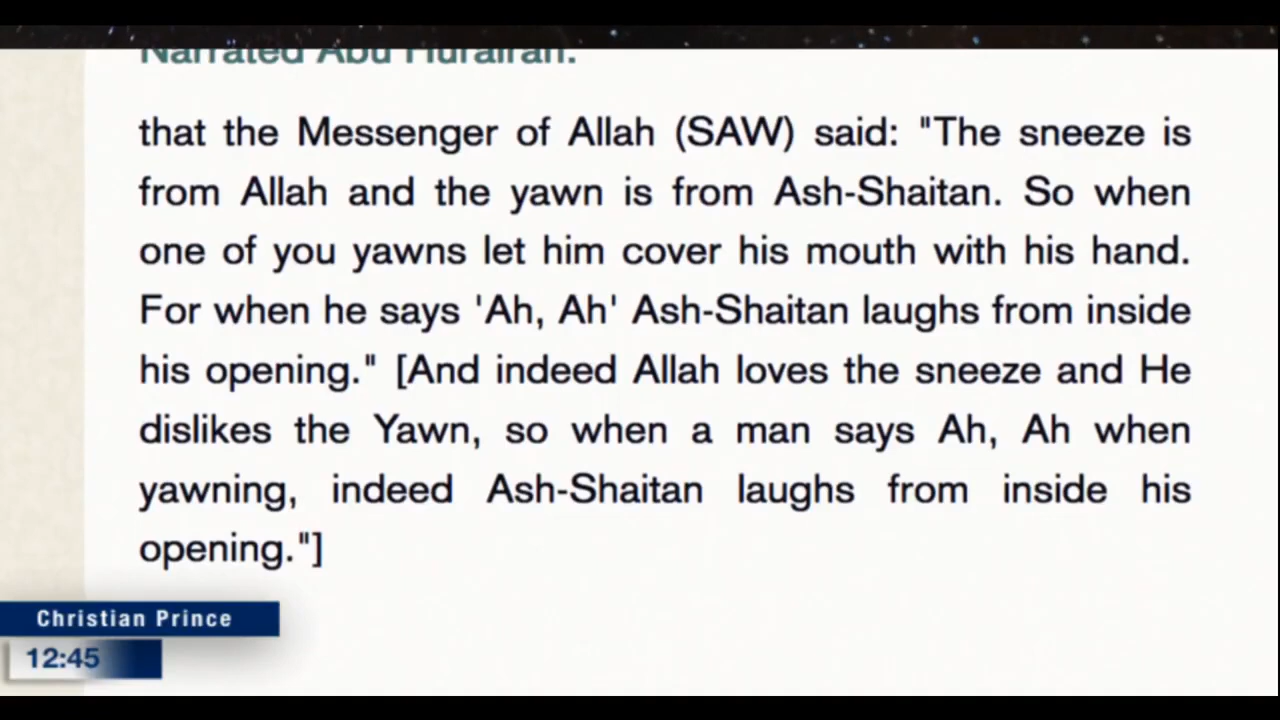 Narrated Abu Hurairah:
that the Messenger of Allah (SAW) said: "The sneeze is
from Allah and the yawn is from Ash-Shaitan. So when
one of you yawns let him cover his mouth with his hand.
For when he says 'Ah, Ah' Ash-Shaitan laughs from inside
his opening." [And indeed Allah loves the sneeze and He
dislikes the Yawn, so when a man says Ah, Ah when
yawning, indeed Ash-Shaitan laughs from inside his
opening."]
Christian Prince
12:45